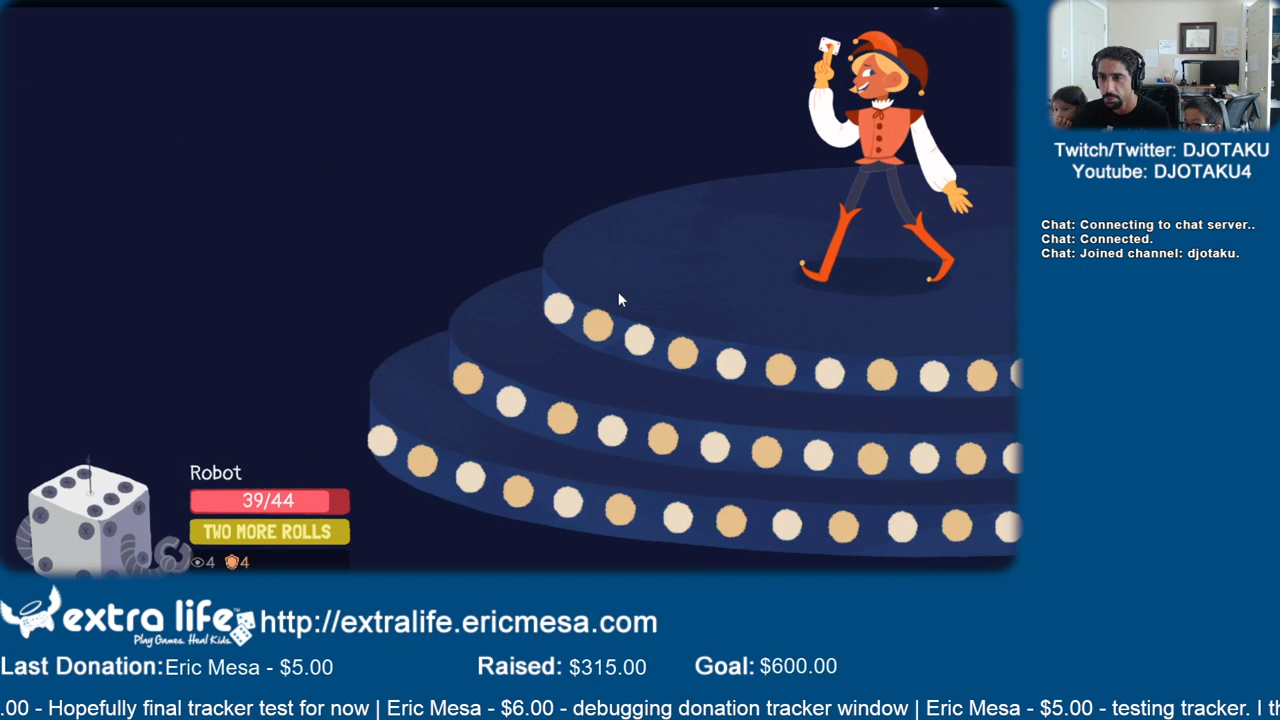 Twitch/Twitter: DJOTAKU
Youtube: DJOTAKU4
Chat: Connecting to chat server..
Chat: Connected.
Chat: Joined channel: djotaku.
Robot
39/44
TWO MORE ROLLS
4 4
extra life
Play Games. Heal Kids.
http://extralife.ericmesa.com
Last Donation: Eric Mesa - $5.00 Raised: $315.00 Goal: $600.00
.00 - Hopefully final tracker test for now | Eric Mesa - $6.00 - debugging donation tracker window | Eric Mesa - $5.00 - testing tracker. I th